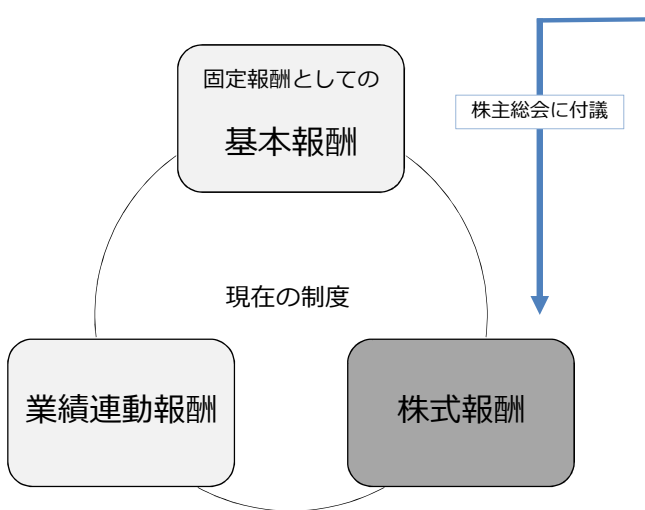 固定報酬としての
基本報酬
株主総会に付議
現在の制度
業績連動報酬
株式報酬